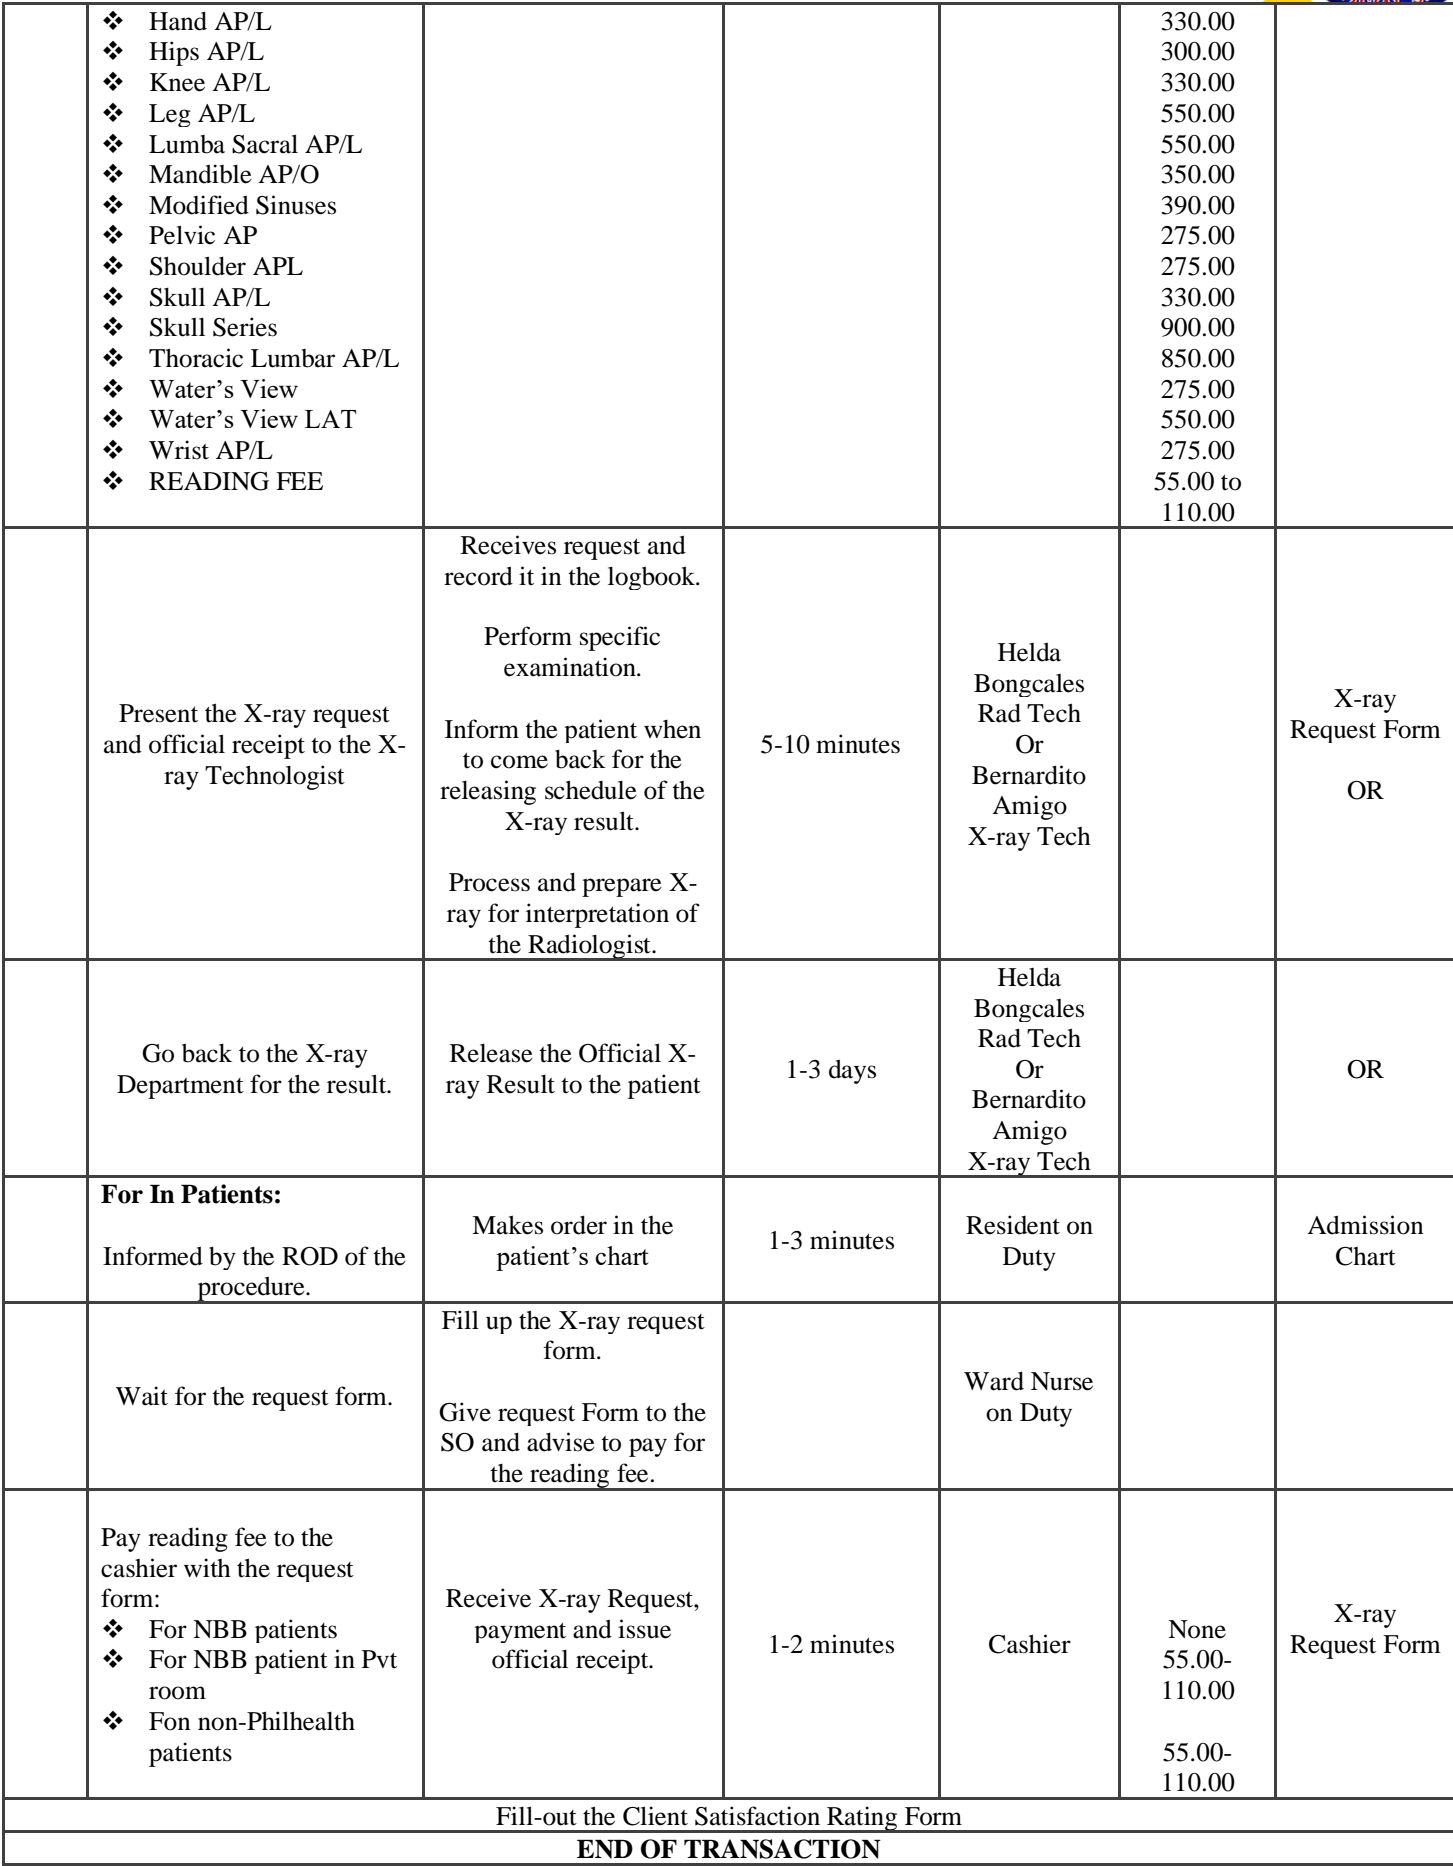 ❖ Hand AP/L
❖ Hips AP/L
❖ Knee AP/L
❖ Leg AP/L
❖ Lumba Sacral AP/L
❖ Mandible AP/O
❖ Modified Sinuses
❖ Pelvic AP
❖ Shoulder APL
❖ Skull AP/L
❖ Skull Series
❖ Thoracic Lumbar AP/L
❖ Water’s View
❖ Water’s View LAT
❖ Wrist AP/L
❖ READING FEE
330.00
300.00
330.00
550.00
550.00
350.00
390.00
275.00
275.00
330.00
900.00
850.00
275.00
550.00
275.00
55.00 to
110.00
Present the X-ray request
and official receipt to the X-
ray Technologist
Receives request and
record it in the logbook.
Perform specific
examination.
Inform the patient when
to come back for the
releasing schedule of the
X-ray result.
Process and prepare X-
ray for interpretation of
the Radiologist.
5-10 minutes
Helda
Bongcales
Rad Tech
Or
Bernardito
Amigo
X-ray Tech
X-ray
Request Form
OR
Go back to the X-ray
Department for the result.
Release the Official X-
ray Result to the patient
1-3 days
Helda
Bongcales
Rad Tech
Or
Bernardito
Amigo
X-ray Tech
OR
For In Patients:
Informed by the ROD of the
procedure.
Makes order in the
patient’s chart
1-3 minutes
Resident on
Duty
Admission
Chart
Wait for the request form.
Fill up the X-ray request
form.
Give request Form to the
SO and advise to pay for
the reading fee.
Ward Nurse
on Duty
Pay reading fee to the
cashier with the request
form:
❖ For NBB patients
❖ For NBB patient in Pvt
room
❖ Fon non-Philhealth
patients
Receive X-ray Request,
payment and issue
official receipt.
1-2 minutes
Cashier
None
55.00-
110.00
55.00-
110.00
X-ray
Request Form
Fill-out the Client Satisfaction Rating Form
END OF TRANSACTION